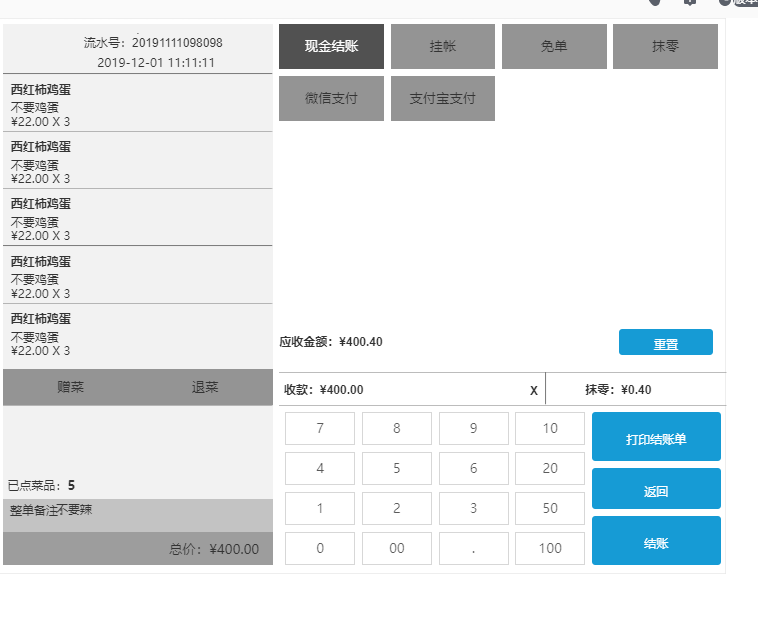 版本
流水号：20191111098098
2019-12-01 11:11:11
西红柿鸡蛋
不要鸡蛋
¥22.00 X 3
西红柿鸡蛋
不要鸡蛋
¥22.00 X 3
西红柿鸡蛋
不要鸡蛋
¥22.00 X 3
西红柿鸡蛋
不要鸡蛋
¥22.00 X 3
西红柿鸡蛋
不要鸡蛋
¥22.00 X 3
赠菜 退菜
已点菜品：5
整单备注不要辣
总价：¥400.00
现金结账 挂帐 免单 抹零
微信支付 支付宝支付
应收金额：¥400.40 重置
收款：¥400.00 X 抹零：¥0.40
7 8 9 10
4 5 6 20
1 2 3 50
0 00 . 100
打印结账单
返回
结账